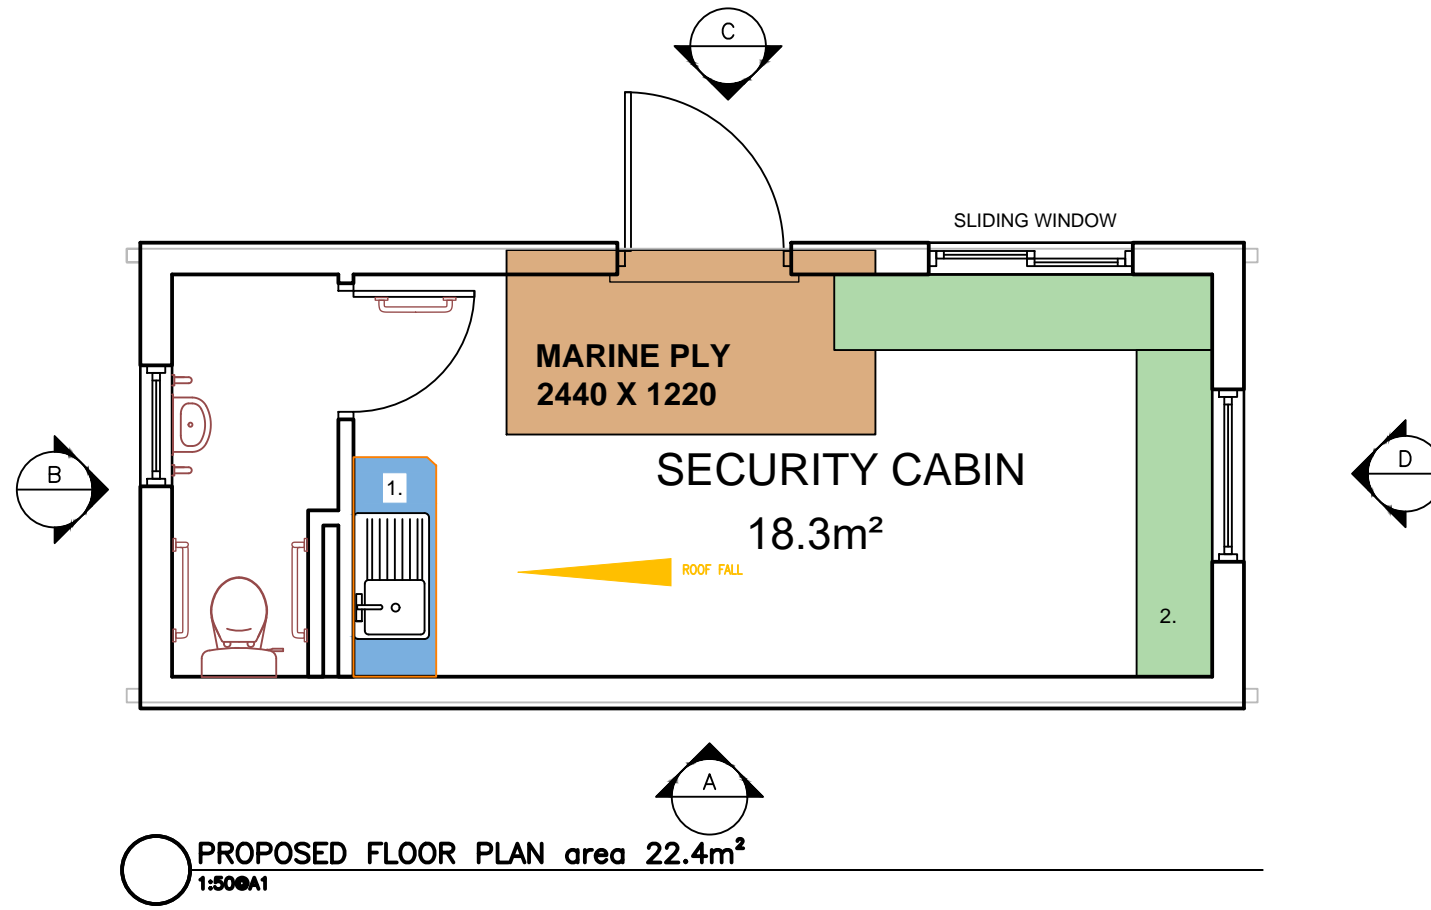 C
SLIDING WINDOW
MARINE PLY
2440 X 1220
SECURITY CABIN
18.3m²
1.
B
D
ROOF FALL
2.
A
PROPOSED FLOOR PLAN area 22.4m²
1:50@A1